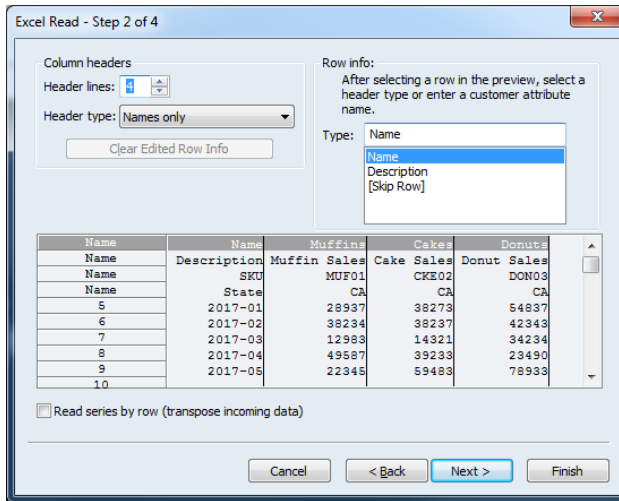 Excel Read - Step 2 of 4
Column headers
Header lines: 4
Header type: Names only
Clear Edited Row Info
Row info:
After selecting a row in the preview, select a
header type or enter a customer attribute
name.
Type: Name
Name
Description
[Skip Row]
Name Name Muffins Cakes Donuts
Name Description Muffin Sales Cake Sales Donut Sales
Name SKU MUF01 CKE02 DON03
Name State CA CA CA
5 2017-01 28937 38273 54837
6 2017-02 38234 38237 42343
7 2017-03 12983 14321 34234
8 2017-04 49587 39233 23490
9 2017-05 22345 59483 78933
10
Read series by row (transpose incoming data)
Cancel < Back Next > Finish